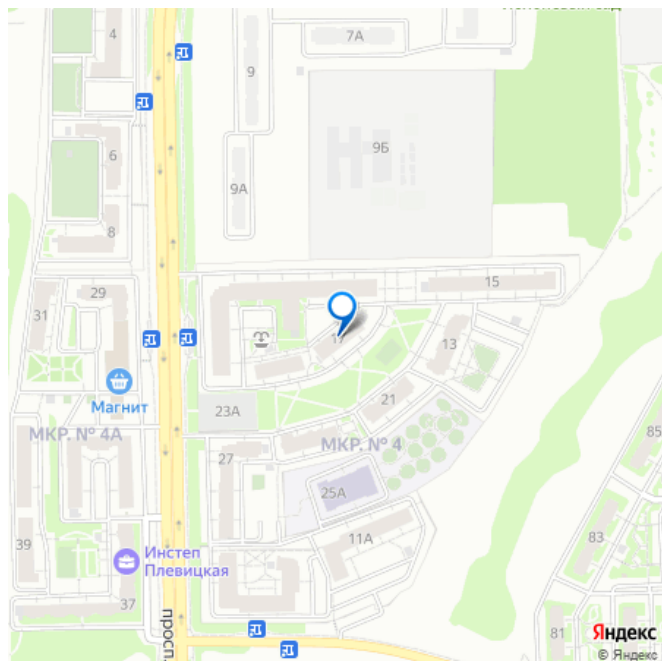 4
7А
9
6
9Б
9А
8
29
31
15
17
13
Магнит
21
23А
МКР. № 4А
МКР. № 4
27
85
25А
39
11А
83
Инстеп
Плевицкая
37
просп.
81
Яндекс
© Яндекс